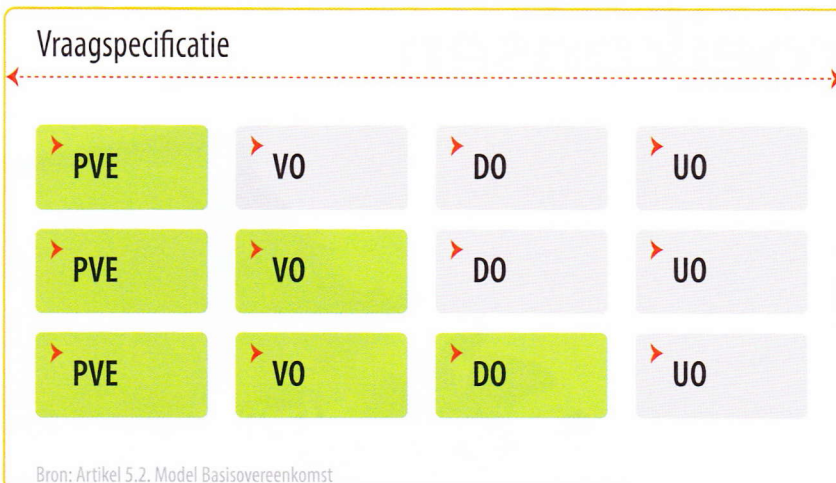 Vraagspecificatie
PVE VO DO UO
PVE VO DO UO
PVE VO DO UO
Bron: Artikel 5.2. Model Basisovereenkomst